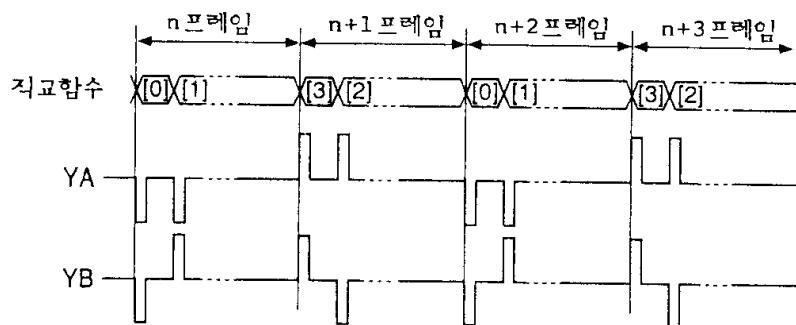 n 프레임 n+1 프레임 n+2 프레임 n+3 프레임
직교함수 [0] [1] [3] [2] [0] [1] [3] [2]
YA
YB